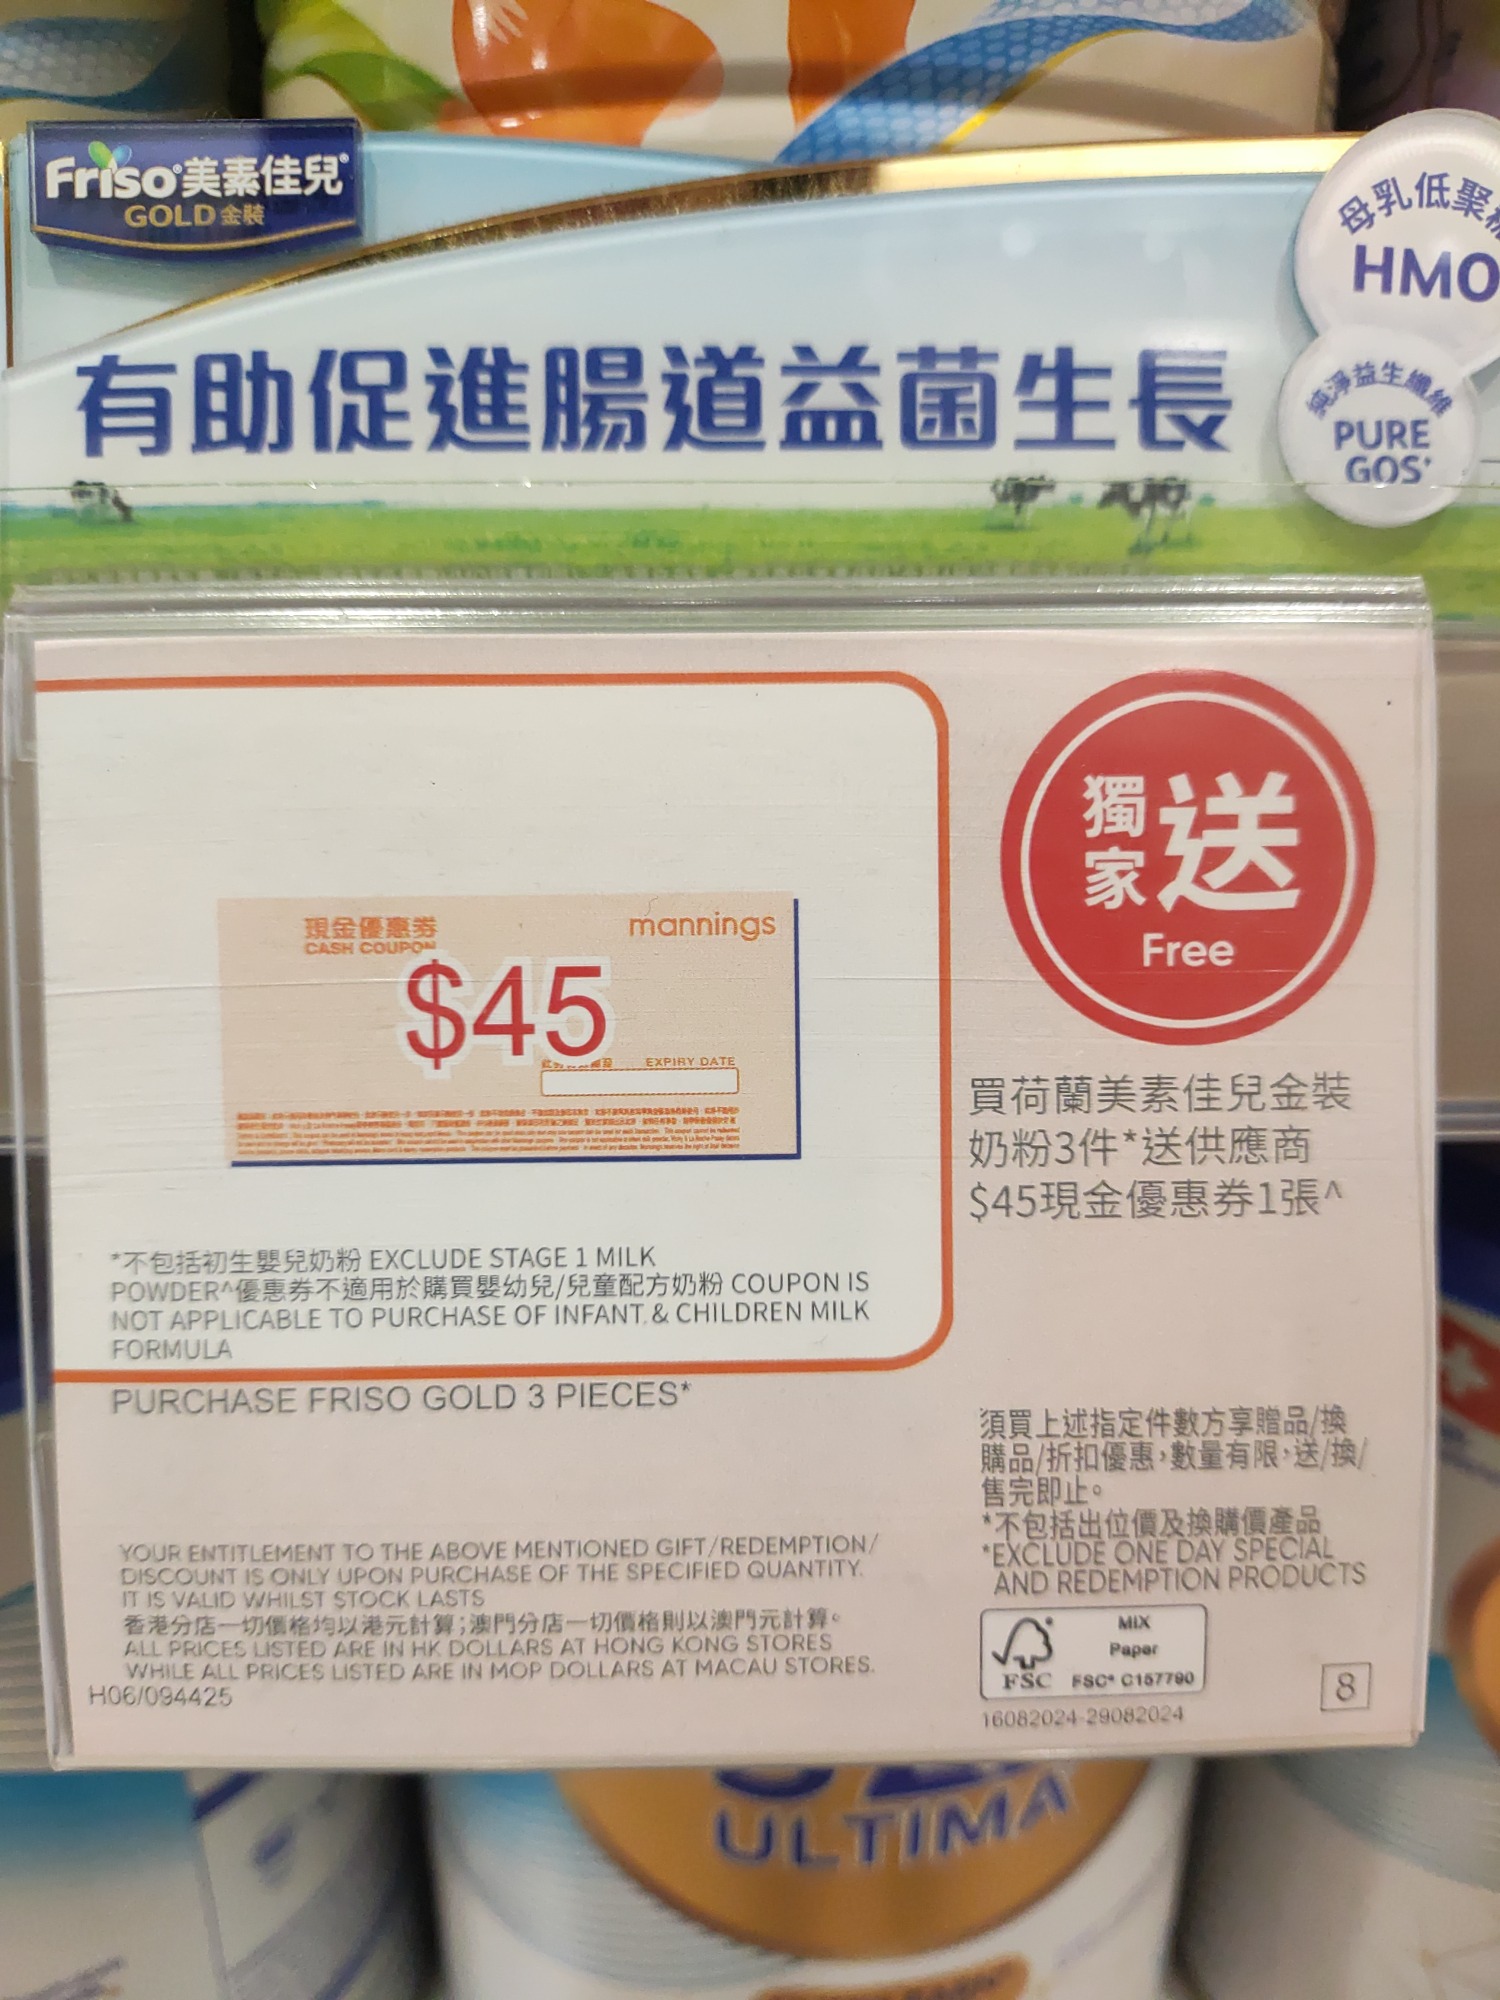 Friso®美素佳兒®
GOLD金裝
母乳低聚
HMO
有助促進腸道益菌生長
純淨益生纖維
PURE
GOS+
獨家送
Free
現金優惠券
CASH COUPON
mannings
$45
EXPIRY DATE
買荷蘭美素佳兒金裝
奶粉3件*送供應商
$45現金優惠券1張^
*不包括初生嬰兒奶粉 EXCLUDE STAGE 1 MILK
POWDER^優惠券不適用於購買嬰幼兒/兒童配方奶粉 COUPON IS
NOT APPLICABLE TO PURCHASE OF INFANT & CHILDREN MILK
FORMULA
PURCHASE FRISO GOLD 3 PIECES*
須買上述指定件數方享贈品/換
購品/折扣優惠，數量有限，送/換/
售完即止。
*不包括出位價及換購價產品
*EXCLUDE ONE DAY SPECIAL
AND REDEMPTION PRODUCTS
YOUR ENTITLEMENT TO THE ABOVE MENTIONED GIFT/REDEMPTION/
DISCOUNT IS ONLY UPON PURCHASE OF THE SPECIFIED QUANTITY.
IT IS VALID WHILST STOCK LASTS
香港分店一切價格均以港元計算；澳門分店一切價格則以澳門元計算。
ALL PRICES LISTED ARE IN HK DOLLARS AT HONG KONG STORES
WHILE ALL PRICES LISTED ARE IN MOP DOLLARS AT MACAU STORES.
H06/094425
MIX
Paper
FSC FSC® C157790
16082024-29082024
8
ULTIMA